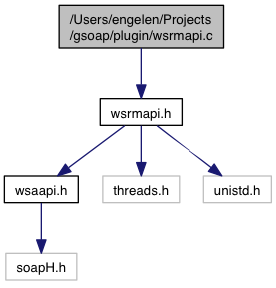 /Users/engelen/Projects
/gsoap/plugin/wsrmapi.c
wsrmapi.h
wsaapi.h
threads.h
unistd.h
soapH.h